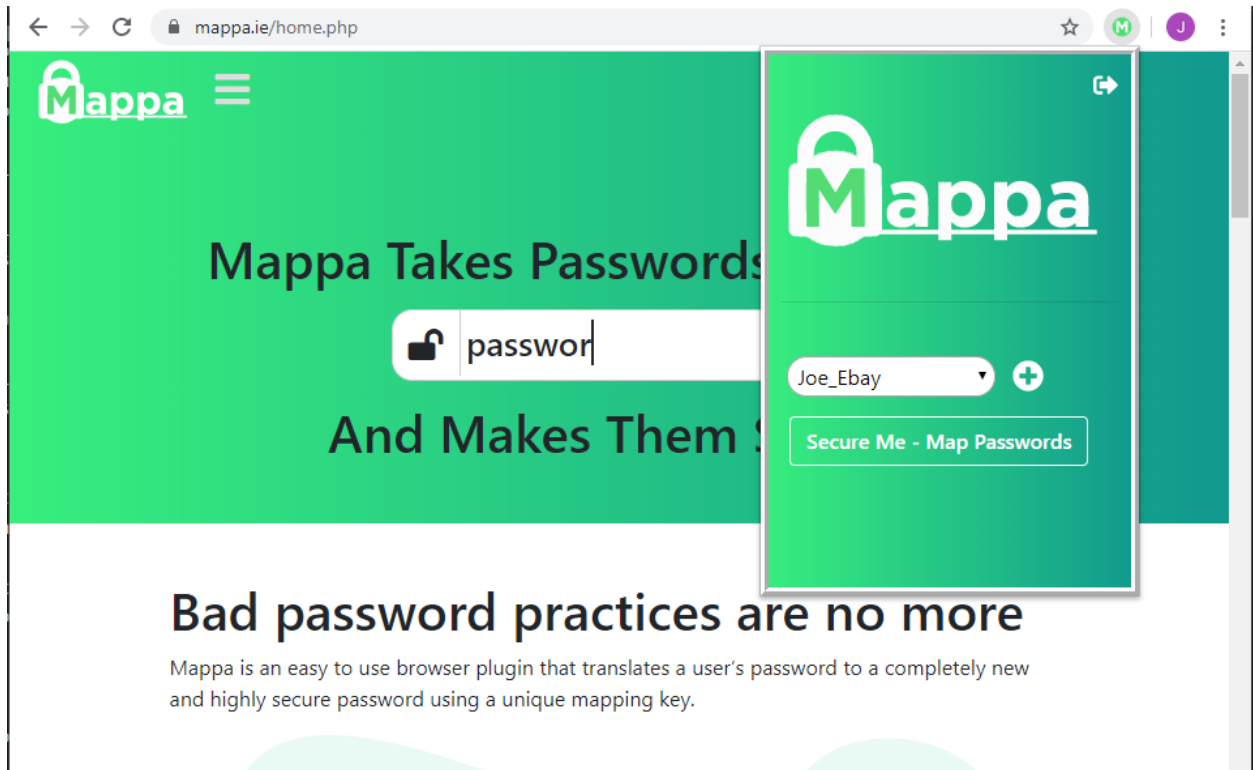 mappa.ie/home.php
M
J
Mappa
Mappa Takes Passwords
passwor
And Makes Them
Mappa
Joe_Ebay
Secure Me - Map Passwords
Bad password practices are no more
Mappa is an easy to use browser plugin that translates a user’s password to a completely new
and highly secure password using a unique mapping key.